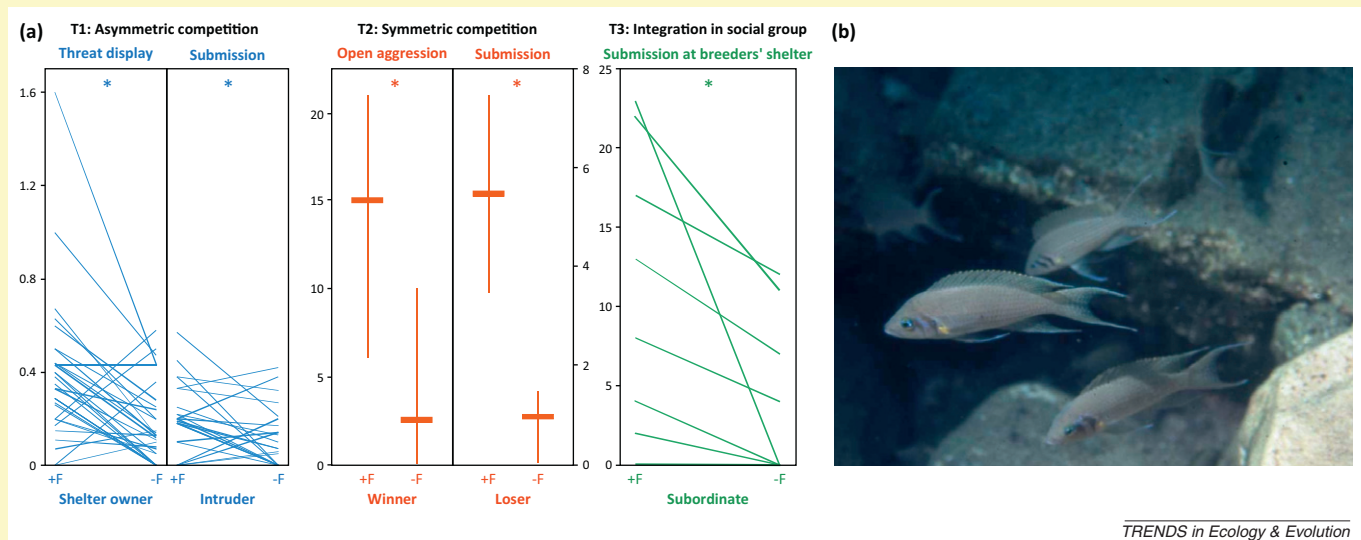 (a)
T1: Asymmetric competition
T2: Symmetric competition
T3: Integration in social group
(b)
Threat display
Submission
Open aggression
Submission
Submission at breeders' shelter
*
*
*
*
*
1.6
1.2
0.8
0.4
0
20
15
10
5
0
8
6
4
2
0
25
20
15
10
5
0
+F
-F
+F
-F
+F
-F
+F
-F
+F
-F
Shelter owner
Intruder
Winner
Loser
Subordinate
TRENDS in Ecology & Evolution